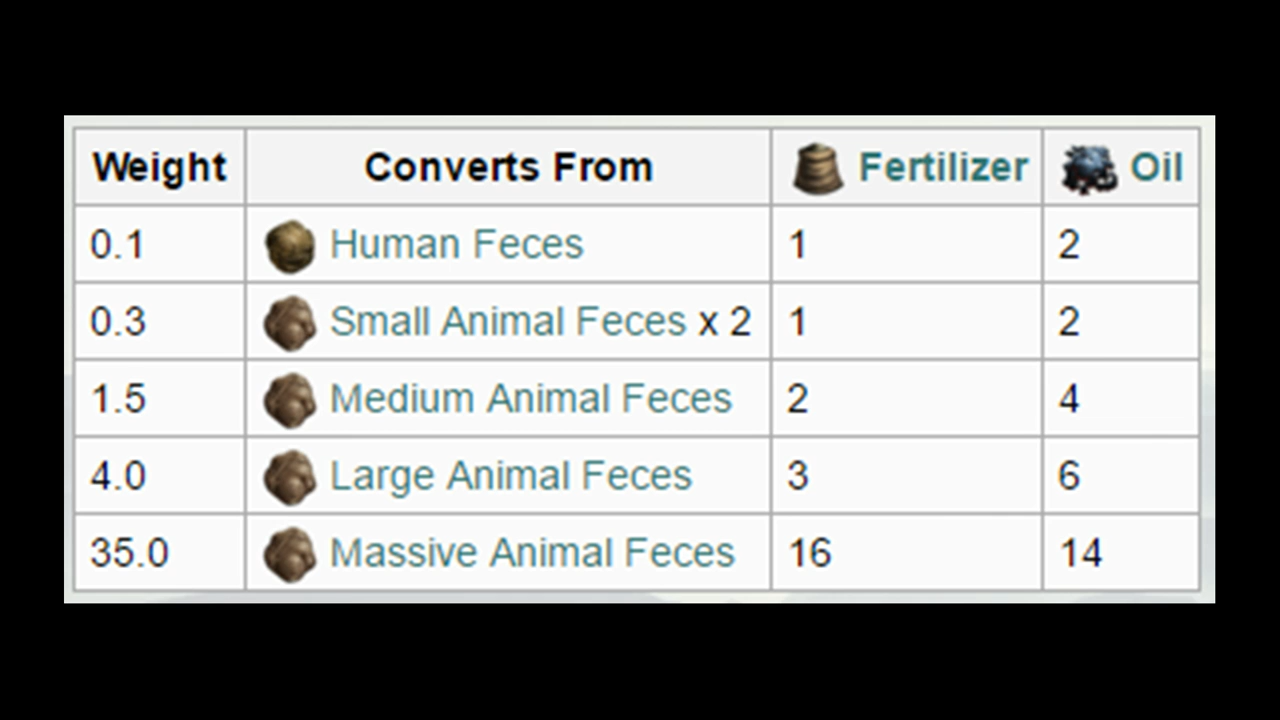 Weight Converts From Fertilizer Oil
0.1 Human Feces 1 2
0.3 Small Animal Feces x 2 1 2
1.5 Medium Animal Feces 2 4
4.0 Large Animal Feces 3 6
35.0 Massive Animal Feces 16 14